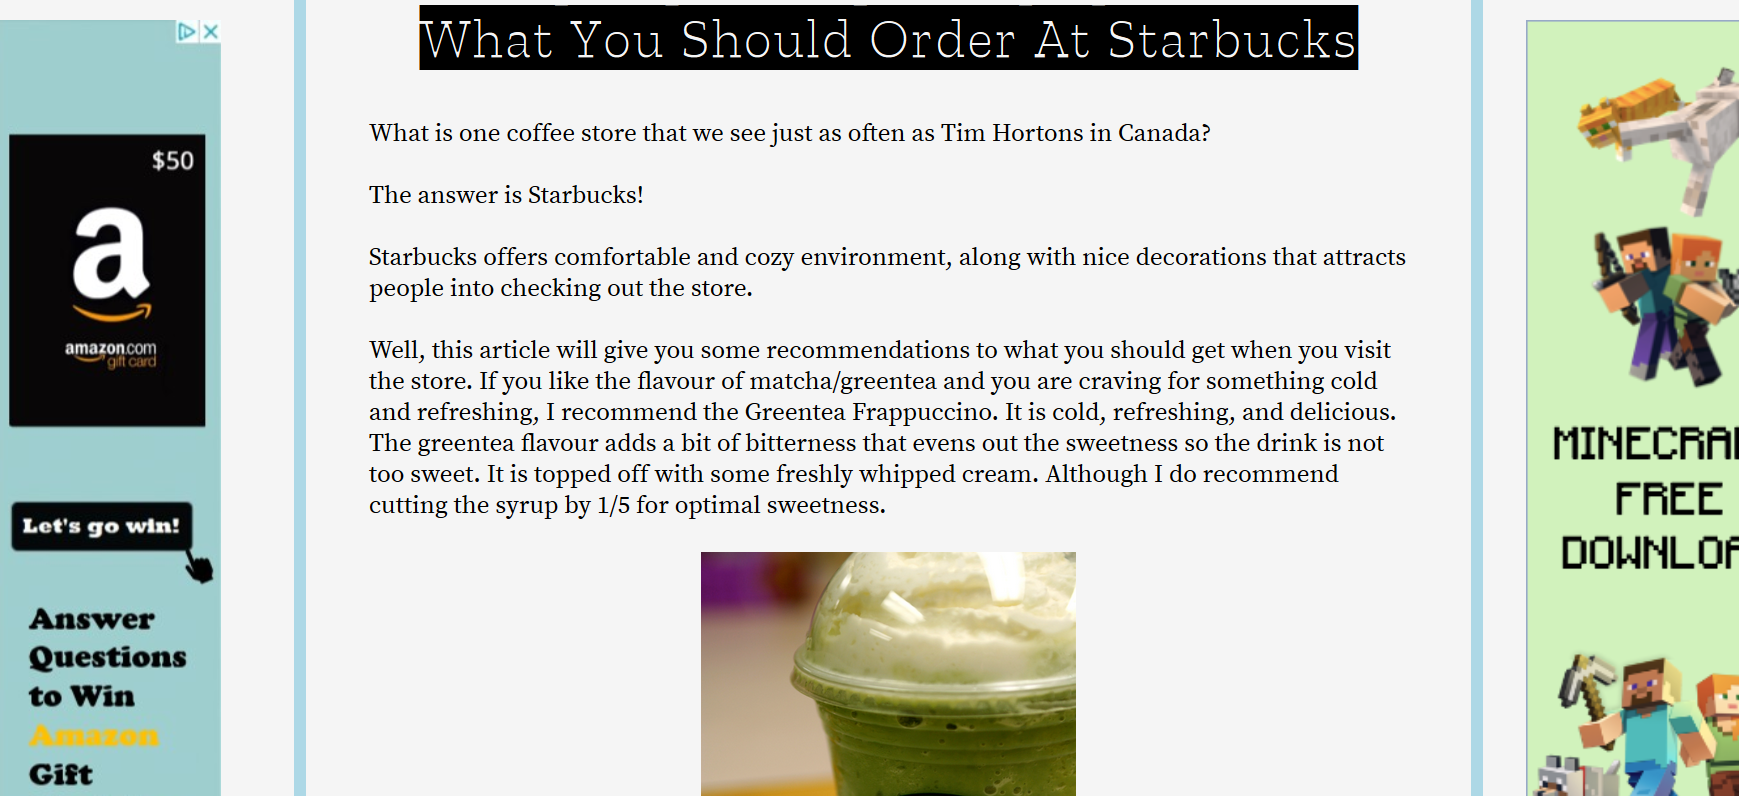 What You Should Order At Starbucks
What is one coffee store that we see just as often as Tim Hortons in Canada?
The answer is Starbucks!
Starbucks offers comfortable and cozy environment, along with nice decorations that attracts
people into checking out the store.
Well, this article will give you some recommendations to what you should get when you visit
the store. If you like the flavour of matcha/greentea and you are craving for something cold
and refreshing, I recommend the Greentea Frappuccino. It is cold, refreshing, and delicious.
The greentea flavour adds a bit of bitterness that evens out the sweetness so the drink is not
too sweet. It is topped off with some freshly whipped cream. Although I do recommend
cutting the syrup by 1/5 for optimal sweetness.
$50
a
amazon.com
gift card
Let's go win!
Answer
Questions
to Win
Amazon
Gift
FREE